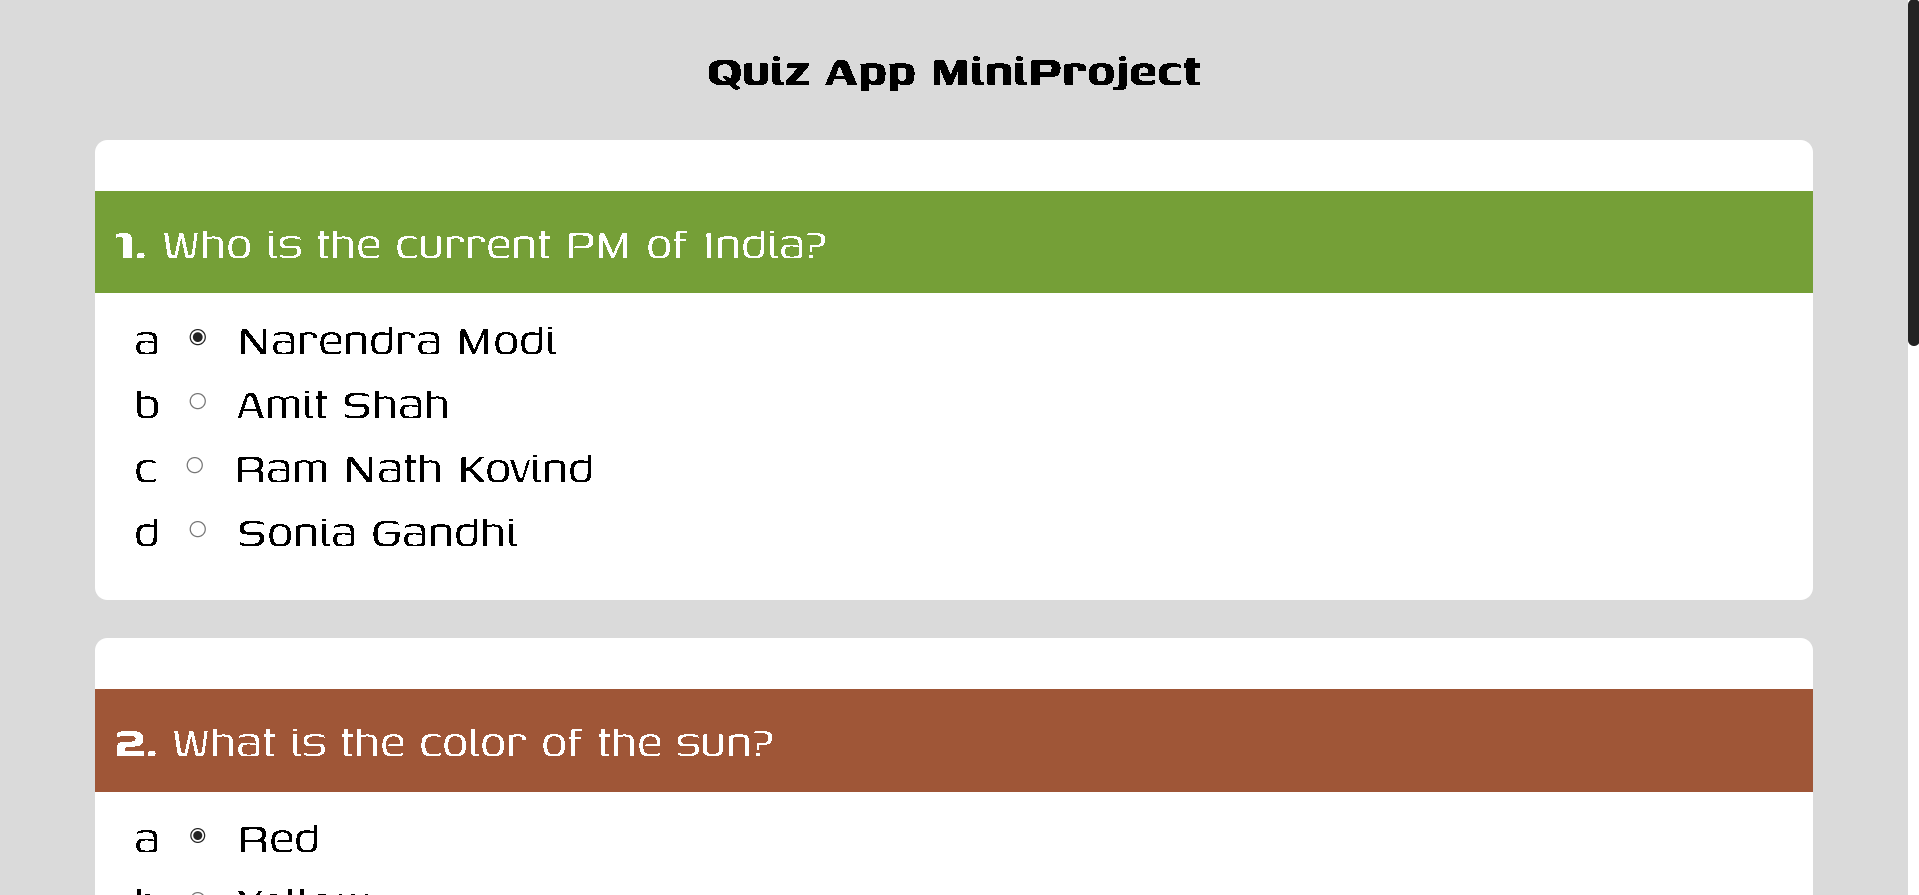 Quiz App MiniProject
1. Who is the current PM of India?
a Narendra Modi
b Amit Shah
c Ram Nath Kovind
d Sonia Gandhi
2. What is the color of the sun?
a Red
b Yellow